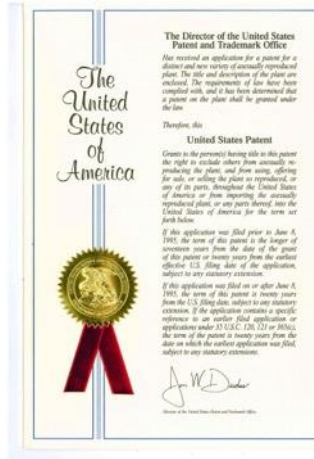 The
United
States
of
America
The Director of the United States
Patent and Trademark Office
Has received an application for a patent for a
distinct and new variety of asexually reproduced
plant. The title and description of the plant are
enclosed. The requirements of law have been
complied with, and it has been determined that
a patent on the plant shall be granted under
the law.
Therefore, this
United States Patent
Grants to the person(s) having title to this patent
the right to exclude others from asexually re-
producing the plant, and from using, offering
for sale, or selling the plant so reproduced, or
any of its parts, throughout the United States
of America or from importing the asexually
reproduced plant, or any parts thereof, into the
United States of America for the term set
forth below.
If this application was filed prior to June 8,
1995, the term of this patent is the longer of
seventeen years from the date of the grant
of this patent or twenty years from the earliest
effective U.S. filing date of the application,
subject to any statutory extension.
If this application was filed on or after June 8,
1995, the term of this patent is twenty years
from the U.S. filing date, subject to any statutory
extension. If the application contains a specific
reference to an earlier filed application or
applications under 35 U.S.C. 120, 121 or 365(c),
the term of the patent is twenty years from the
date on which the earliest application was filed,
subject to any statutory extensions.
Director of the United States Patent and Trademark Office